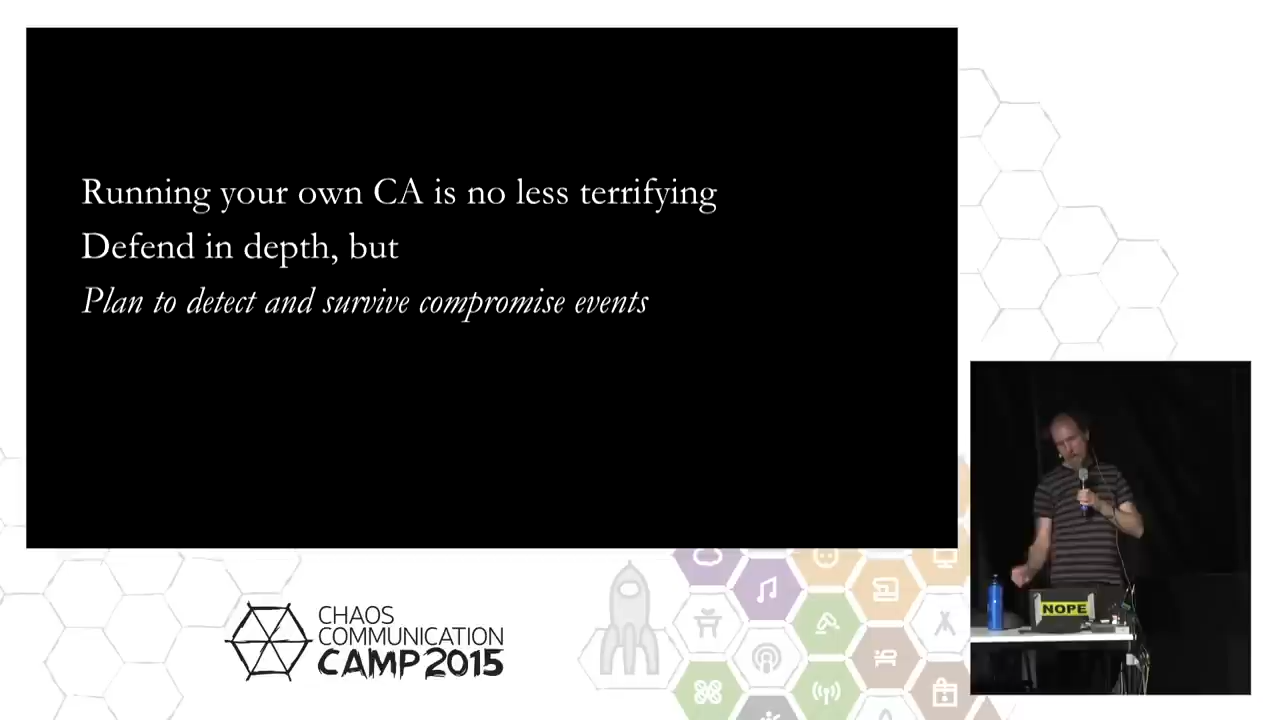 Running your own CA is no less terrifying
Defend in depth, but
Plan to detect and survive compromise events
NOPE
CHAOS
COMMUNICATION
CAMP 2015